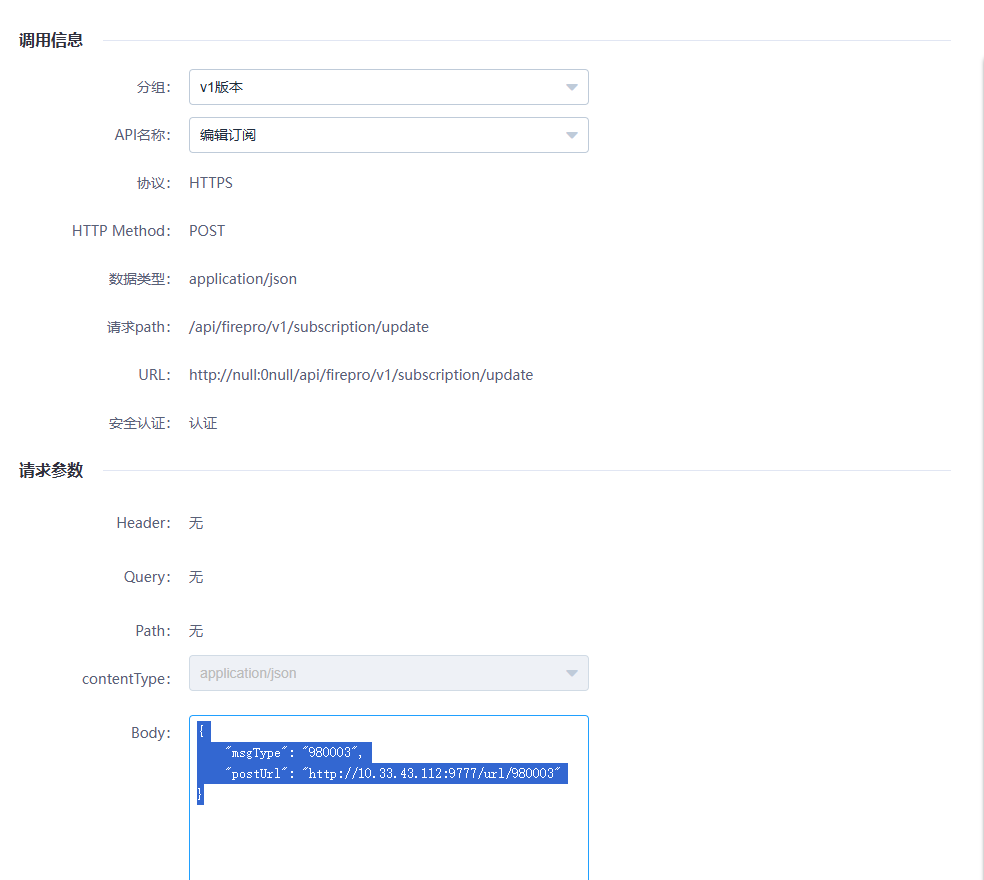 调用信息
分组： v1版本
API名称： 编辑订阅
协议： HTTPS
HTTP Method： POST
数据类型： application/json
请求path： /api/firepro/v1/subscription/update
URL： http://null:0null/api/firepro/v1/subscription/update
安全认证： 认证
请求参数
Header： 无
Query： 无
Path： 无
contentType： application/json
Body： {
"msgType": "980003",
"postUrl": "http://10.33.43.112:9777/url/980003"
}